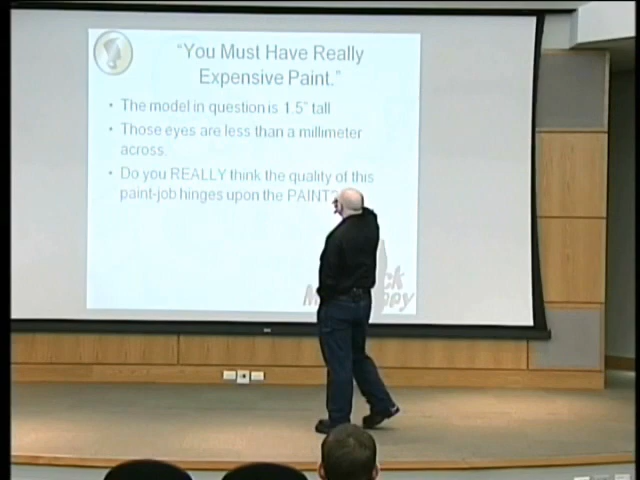 "You Must Have Really
Expensive Paint."
• The model in question is 1.5" tall
• Those eyes are less than a millimeter
across.
• Do you REALLY think the quality of this
paint-job hinges upon the PAINT?